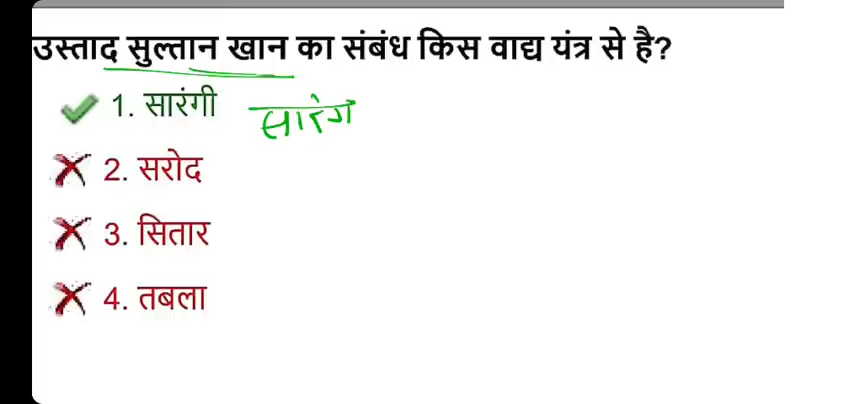 उस्ताद सुल्तान खान का संबंध किस वाद्य यंत्र से है?
1. सारंगी
सारंग
2. सरोद
3. सितार
4. तबला